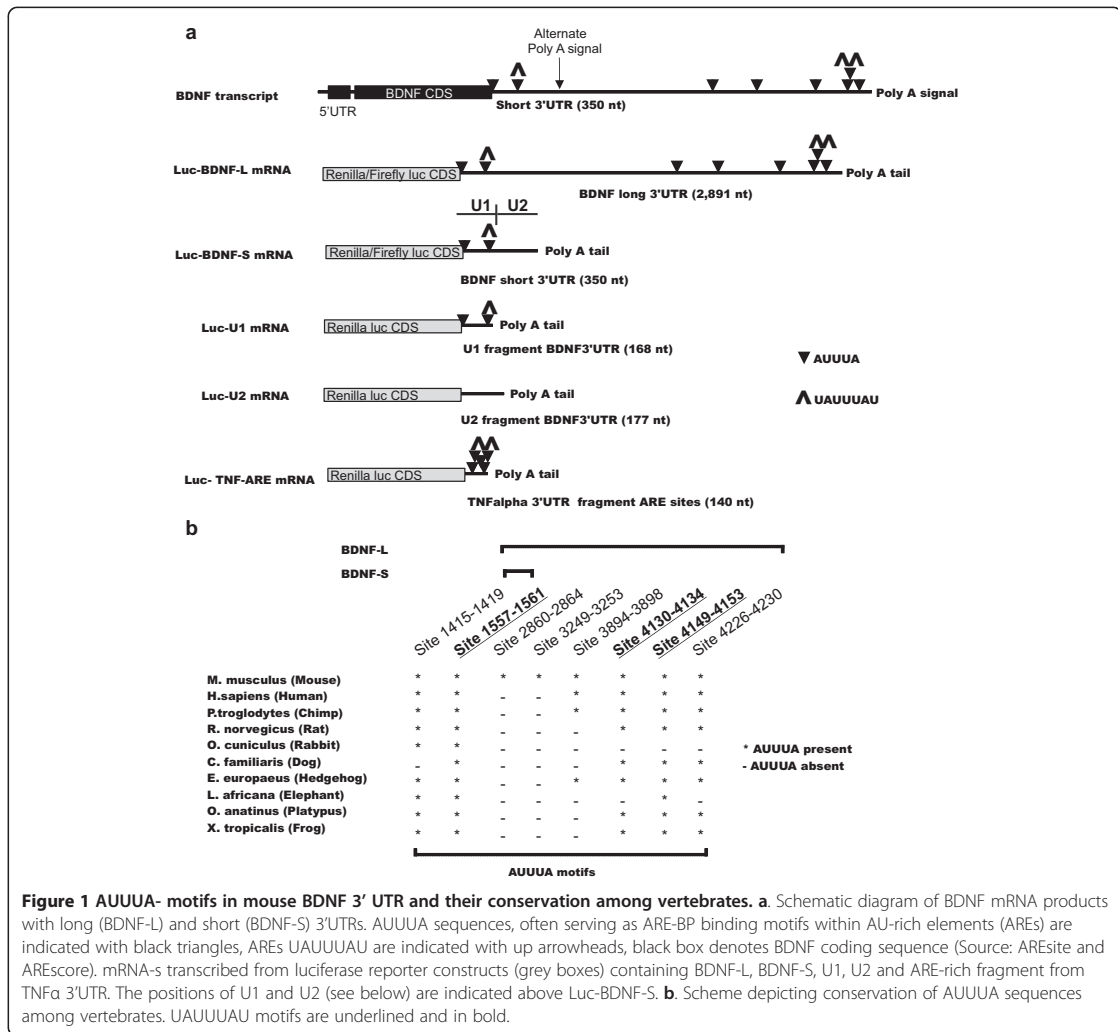 a
Alternate
Poly A signal
BDNF transcript
BDNF CDS
Poly A signal
5'UTR
Short 3'UTR (350 nt)
Luc-BDNF-L mRNA
Renilla/Firefly luc CDS
Poly A tail
BDNF long 3'UTR (2,891 nt)
U1 U2
Luc-BDNF-S mRNA
Renilla/Firefly luc CDS
Poly A tail
BDNF short 3'UTR (350 nt)
Luc-U1 mRNA
Renilla luc CDS
Poly A tail
U1 fragment BDNF3'UTR (168 nt)
AUUUA
Luc-U2 mRNA
Renilla luc CDS
Poly A tail
UAUUUAU
U2 fragment BDNF3'UTR (177 nt)
Luc- TNF-ARE mRNA
Renilla luc CDS
Poly A tail
TNFalpha 3'UTR fragment ARE sites (140 nt)
b
BDNF-L
BDNF-S
Site 1415-1419
Site 1557-1561
Site 2860-2864
Site 3249-3253
Site 3894-3898
Site 4130-4134
Site 4149-4153
Site 4226-4230
M. musculus (Mouse) * * * * * * * *
H.sapiens (Human) * * - - * * * *
P.troglodytes (Chimp) * * - - * * * *
R. norvegicus (Rat) * * - - - * * *
O. cuniculus (Rabbit) * * - - - - - -
C. familiaris (Dog) - * - - - * * *
E. europaeus (Hedgehog) * * - - * * * *
L. africana (Elephant) * * - - - - * -
O. anatinus (Platypus) * * - - - * * *
X. tropicalis (Frog) * * - - - * * *
* AUUUA present
- AUUUA absent
AUUUA motifs
Figure 1 AUUUA- motifs in mouse BDNF 3' UTR and their conservation among vertebrates. a. Schematic diagram of BDNF mRNA products
with long (BDNF-L) and short (BDNF-S) 3'UTRs. AUUUA sequences, often serving as ARE-BP binding motifs within AU-rich elements (AREs) are
indicated with black triangles, AREs UAUUUAU are indicated with up arrowheads, black box denotes BDNF coding sequence (Source: AREsite and
AREscore). mRNA-s transcribed from luciferase reporter constructs (grey boxes) containing BDNF-L, BDNF-S, U1, U2 and ARE-rich fragment from
TNFα 3'UTR. The positions of U1 and U2 (see below) are indicated above Luc-BDNF-S. b. Scheme depicting conservation of AUUUA sequences
among vertebrates. UAUUUAU motifs are underlined and in bold.